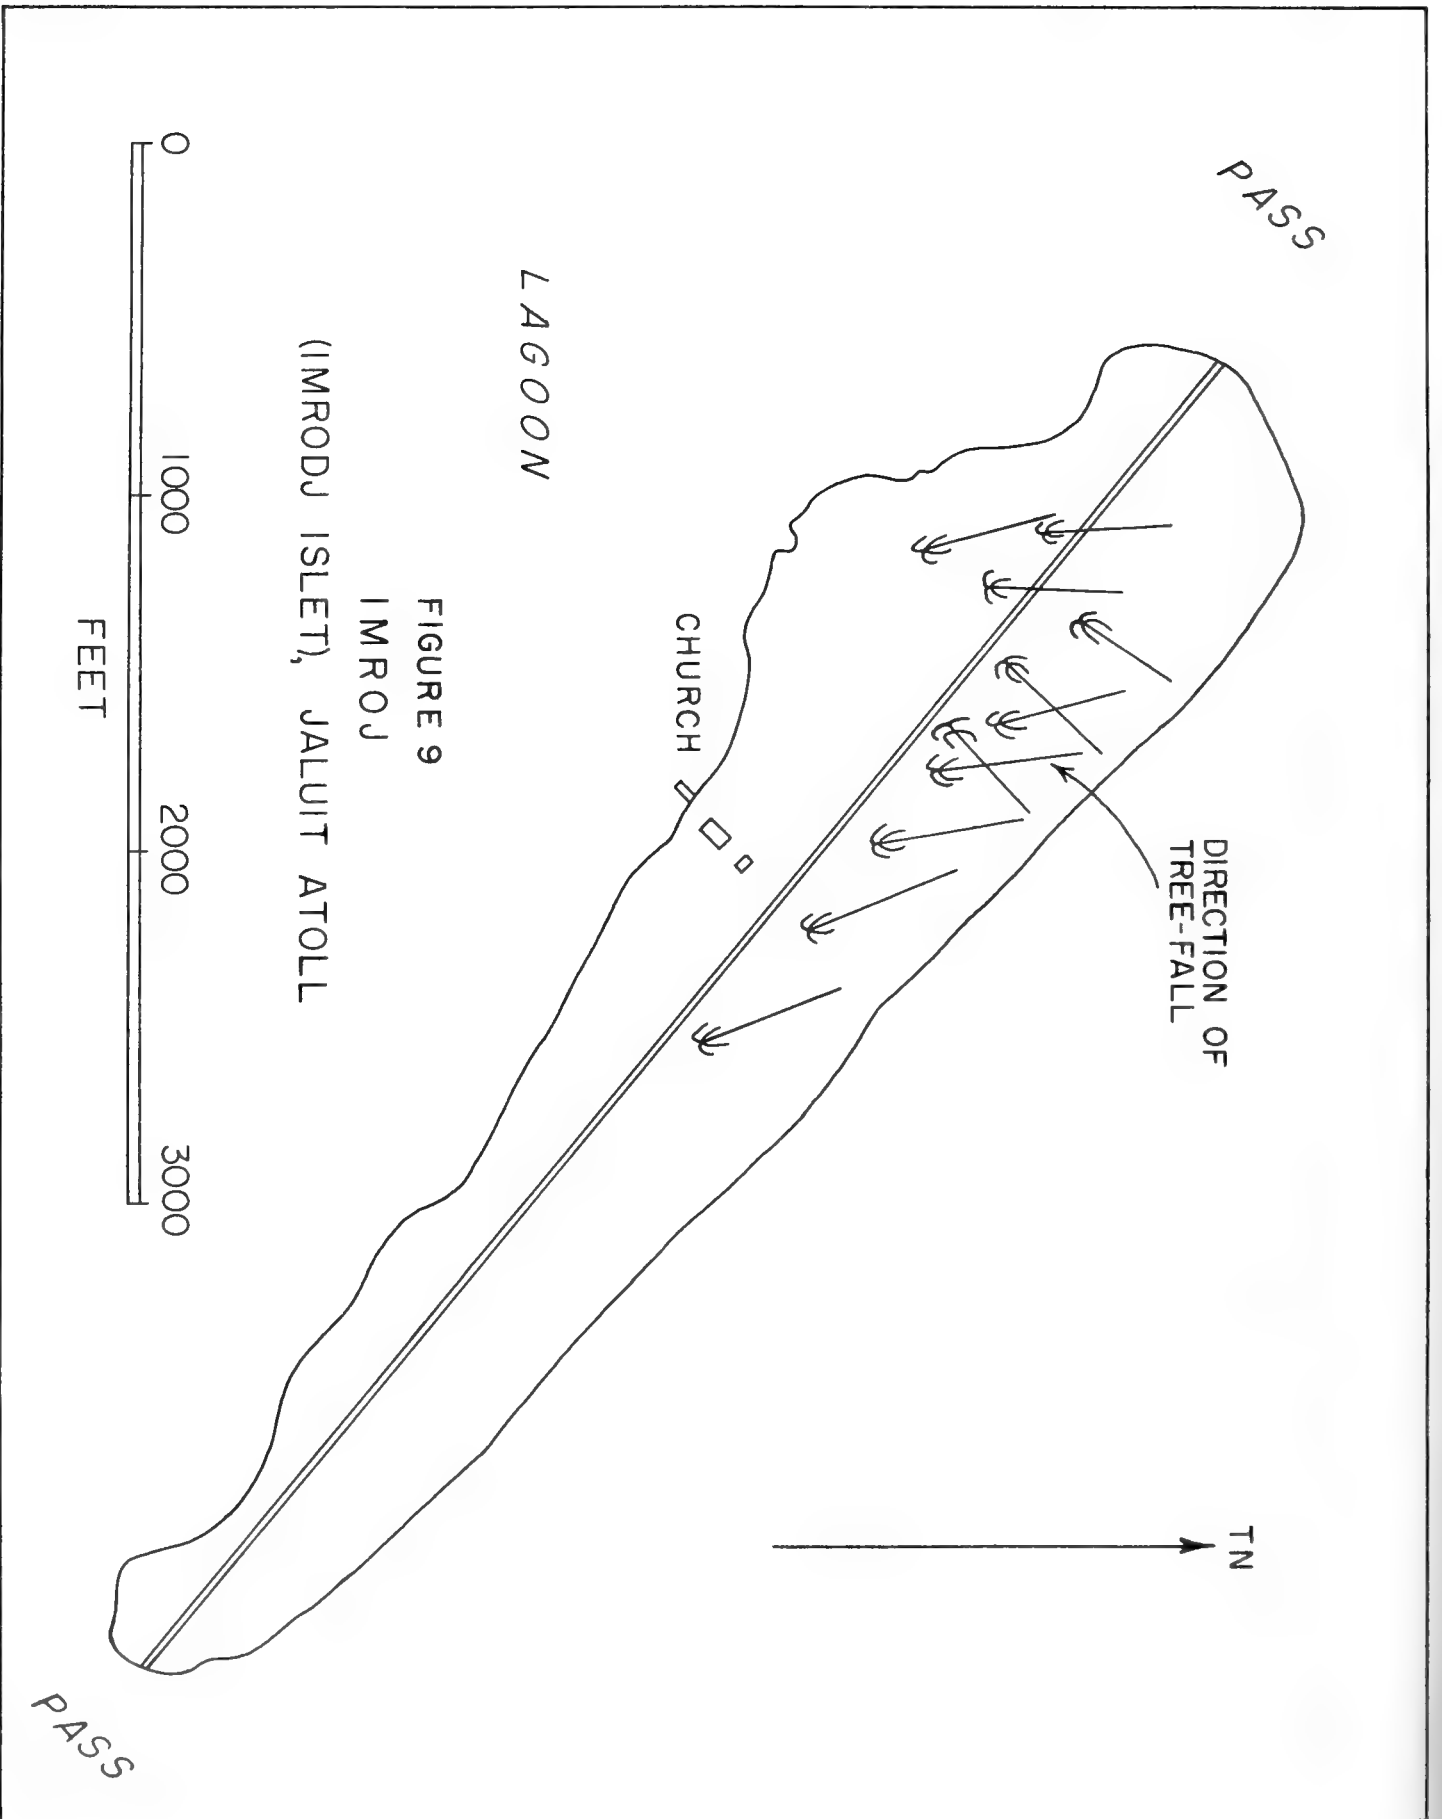 TN
PASS
DIRECTION OF
TREE-FALL
CHURCH
LAGOON
FIGURE 9
IMROJ
(IMRODJ ISLET), JALUIT ATOLL
0 1000 2000 3000
FEET
PASS